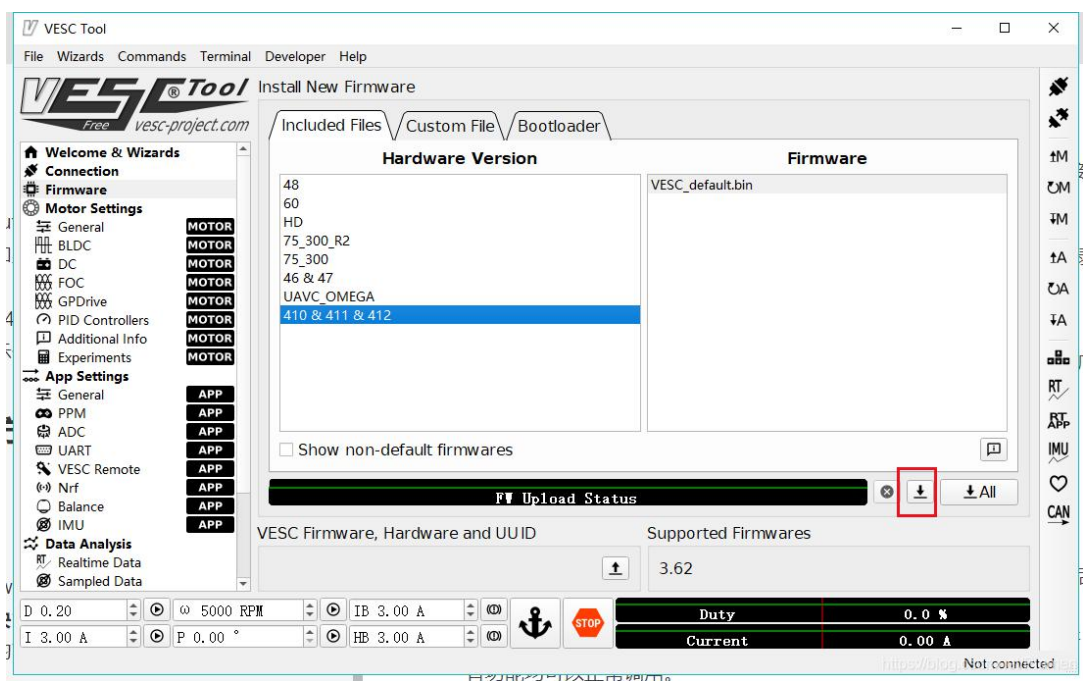 VESC Tool
File Wizards Commands Terminal Developer Help
VESC ® Tool
Free vesc-project.com
Welcome & Wizards
Connection
Firmware
Motor Settings
General MOTOR
BLDC MOTOR
DC MOTOR
FOC MOTOR
GPDrive MOTOR
PID Controllers MOTOR
Additional Info MOTOR
Experiments MOTOR
App Settings
General APP
PPM APP
ADC APP
UART APP
VESC Remote APP
Nrf APP
Balance APP
IMU APP
Data Analysis
RT Realtime Data
Sampled Data
Install New Firmware
Included Files Custom File Bootloader
Hardware Version
48
60
HD
75_300_R2
75_300
46 & 47
UAVC_OMEGA
410 & 411 & 412
Firmware
VESC_default.bin
Show non-default firmwares
FW Upload Status
All
VESC Firmware, Hardware and UUID
Supported Firmwares
3.62
M
M
M
A
A
A
RT
RT APP
IMU
CAN
D 0.20 ω 5000 RPM IB 3.00 A
I 3.00 A P 0.00 ° HB 3.00 A
STOP
Duty 0.0 %
Current 0.00 A
Not connected